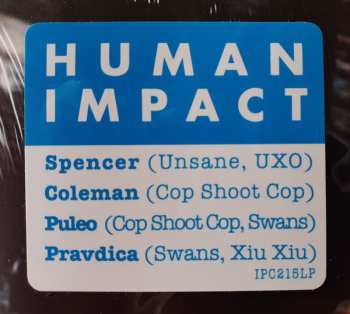 HUMAN
IMPACT
Spencer (Unsane, UXO)
Coleman (Cop Shoot Cop)
Puleo (Cop Shoot Cop, Swans)
Pravdica (Swans, Xiu Xiu)
IPC215LP